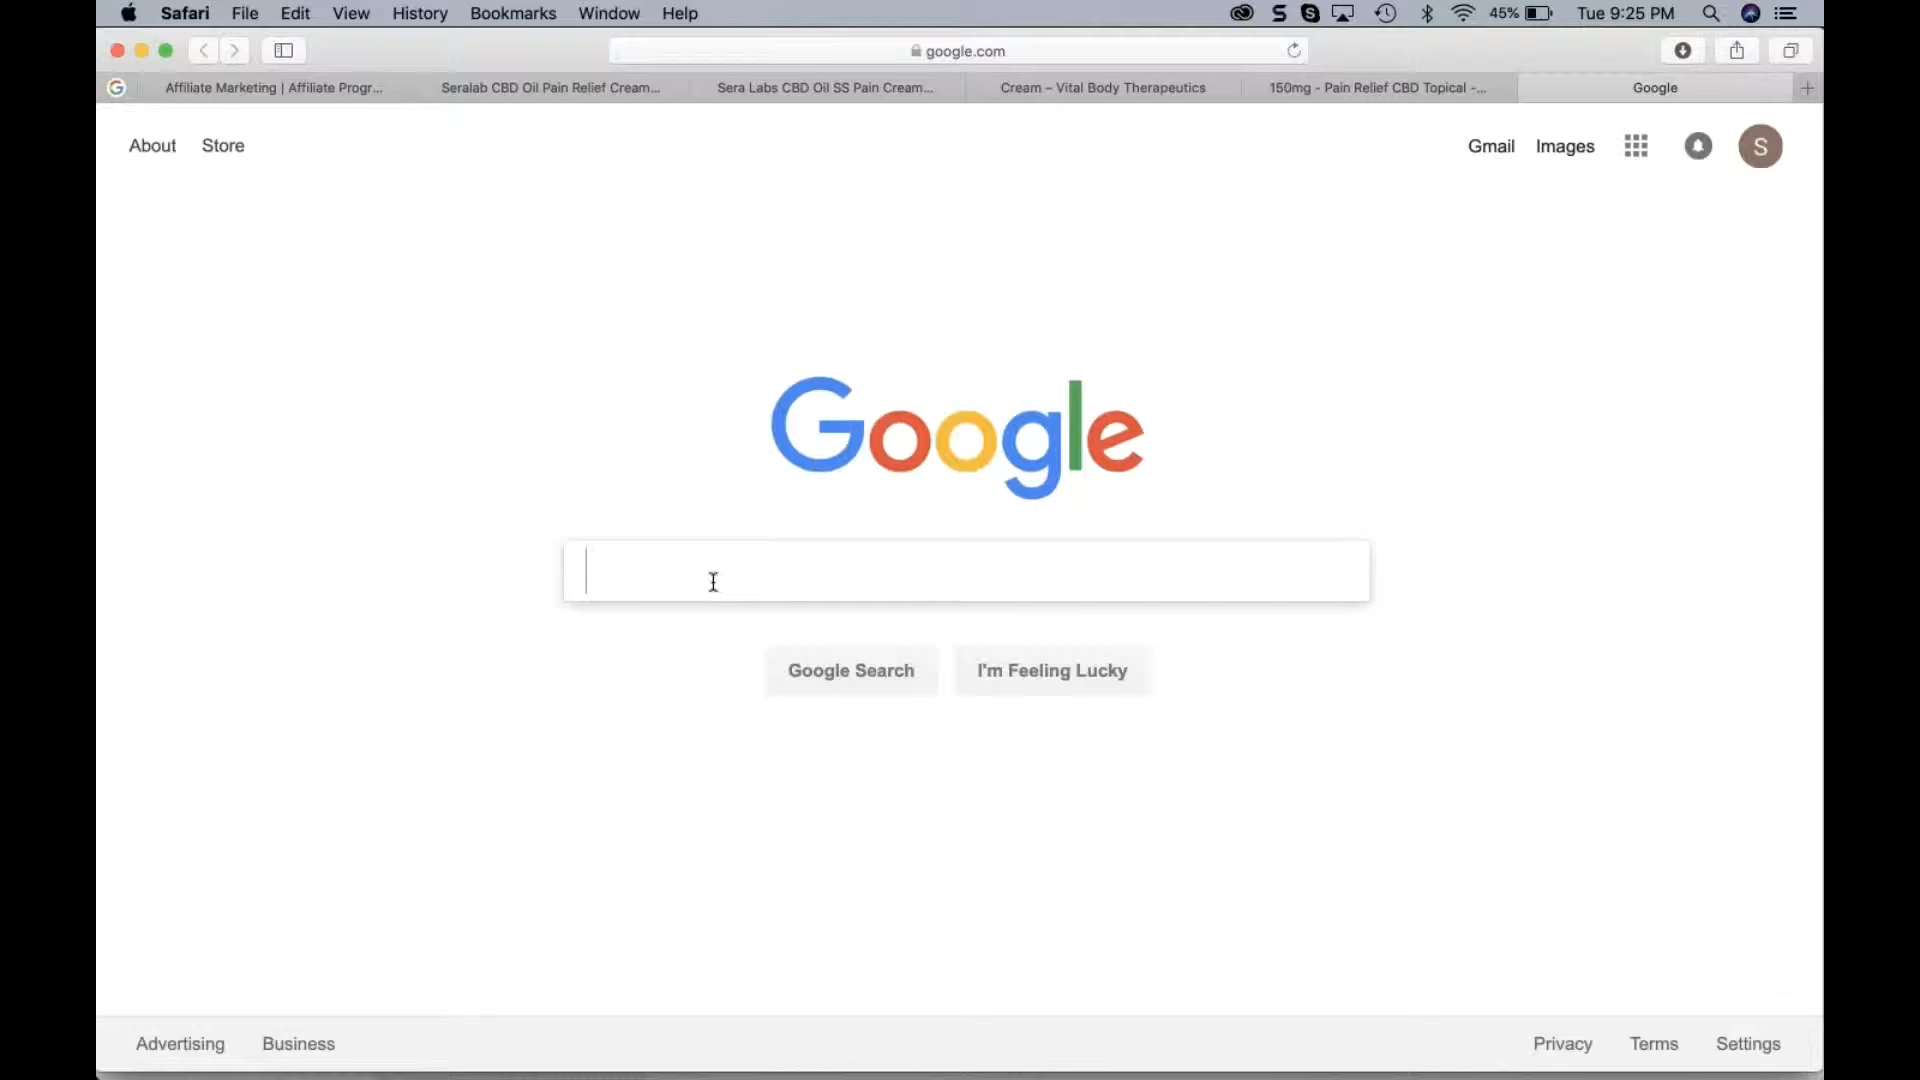 Safari File Edit View History Bookmarks Window Help 45% Tue 9:25 PM
google.com
Affiliate Marketing | Affiliate Progr... Seralab CBD Oil Pain Relief Cream... Sera Labs CBD Oil SS Pain Cream... Cream – Vital Body Therapeutics 150mg - Pain Relief CBD Topical -... Google
About Store Gmail Images S
Google
Google Search I'm Feeling Lucky
Advertising Business Privacy Terms Settings